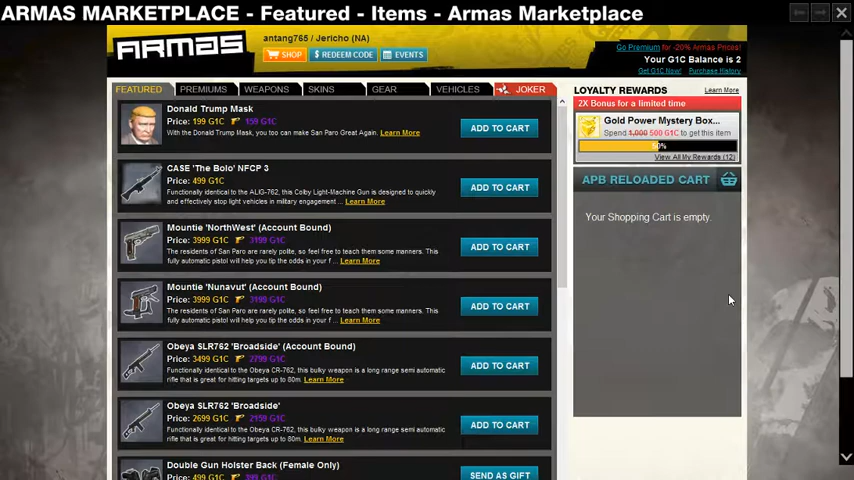 ARMAS MARKETPLACE - Featured - Items - Armas Marketplace
ARMAS
antang765 / Jericho (NA)
SHOP
$ REDEEM CODE
EVENTS
Go Premium for -20% Armas Prices!
Your G1C Balance is 2
Get G1C Now!
Purchase History
FEATURED
PREMIUMS
WEAPONS
SKINS
GEAR
VEHICLES
JOKER
Donald Trump Mask
Price: 199 G1C 159 G1C
With the Donald Trump Mask, you too can make San Paro Great Again. Learn More
ADD TO CART
CASE 'The Bolo' NFCP 3
Price: 499 G1C
Functionally identical to the ALIG-762, this Colby Light-Machine Gun is designed to quickly
and effectively stop light vehicles in military engagement ... Learn More
ADD TO CART
Mountie 'NorthWest' (Account Bound)
Price: 3999 G1C 3199 G1C
The residents of San Paro are rarely polite, so feel free to teach them some manners. This
fully automatic pistol will help you tip the odds in your f ... Learn More
ADD TO CART
Mountie 'Nunavut' (Account Bound)
Price: 3999 G1C 3199 G1C
The residents of San Paro are rarely polite, so feel free to teach them some manners. This
fully automatic pistol will help you tip the odds in your f ... Learn More
ADD TO CART
Obeya SLR762 'Broadside' (Account Bound)
Price: 3499 G1C 2799 G1C
Functionally identical to the Obeya CR-762, this bulky weapon is a long range semi automatic
rifle that is great for hitting targets up to 80m. Learn More
ADD TO CART
Obeya SLR762 'Broadside'
Price: 2699 G1C 2159 G1C
Functionally identical to the Obeya CR-762, this bulky weapon is a long range semi automatic
rifle that is great for hitting targets up to 80m. Learn More
ADD TO CART
Double Gun Holster Back (Female Only)
Price: 499 G1C 399 G1C
SEND AS GIFT
LOYALTY REWARDS
Learn More
2X Bonus for a limited time
Gold Power Mystery Box...
Spend 1,000 500 G1C to get this item
50%
View All My Rewards (12)
APB RELOADED CART
Your Shopping Cart is empty.